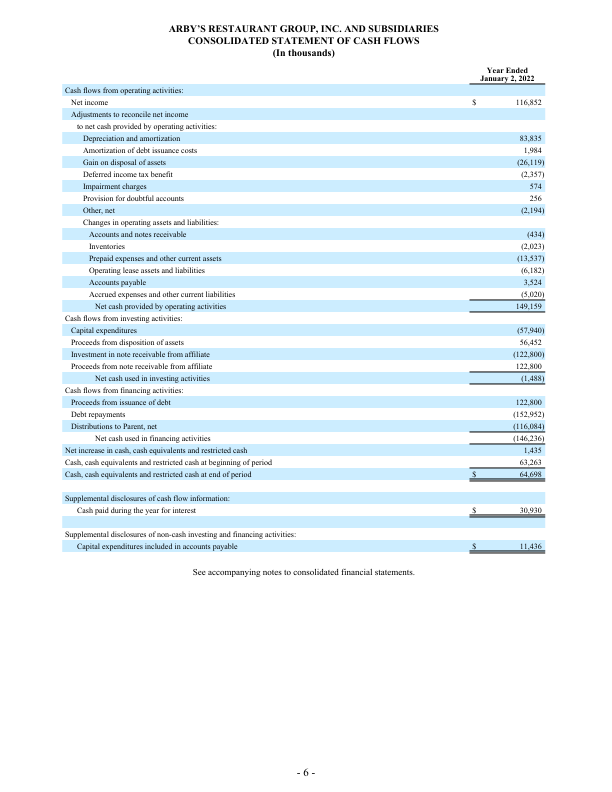 ARBY'S RESTAURANT GROUP, INC. AND SUBSIDIARIES
CONSOLIDATED STATEMENT OF CASH FLOWS
(In thousands)
Year Ended
January 2, 2022
Cash flows from operating activities:
Net income $ 116,852
Adjustments to reconcile net income
to net cash provided by operating activities:
Depreciation and amortization 83,835
Amortization of debt issuance costs 1,984
Gain on disposal of assets (26,119)
Deferred income tax benefit (2,357)
Impairment charges 574
Provision for doubtful accounts 256
Other, net (2,194)
Changes in operating assets and liabilities:
Accounts and notes receivable (434)
Inventories (2,023)
Prepaid expenses and other current assets (13,537)
Operating lease assets and liabilities (6,182)
Accounts payable 3,524
Accrued expenses and other current liabilities (5,020)
Net cash provided by operating activities 149,159
Cash flows from investing activities:
Capital expenditures (57,940)
Proceeds from disposition of assets 56,452
Investment in note receivable from affiliate (122,800)
Proceeds from note receivable from affiliate 122,800
Net cash used in investing activities (1,488)
Cash flows from financing activities:
Proceeds from issuance of debt 122,800
Debt repayments (152,952)
Distributions to Parent, net (116,084)
Net cash used in financing activities (146,236)
Net increase in cash, cash equivalents and restricted cash 1,435
Cash, cash equivalents and restricted cash at beginning of period 63,263
Cash, cash equivalents and restricted cash at end of period $ 64,698
Supplemental disclosures of cash flow information:
Cash paid during the year for interest $ 30,930
Supplemental disclosures of non-cash investing and financing activities:
Capital expenditures included in accounts payable $ 11,436
See accompanying notes to consolidated financial statements.
- 6 -